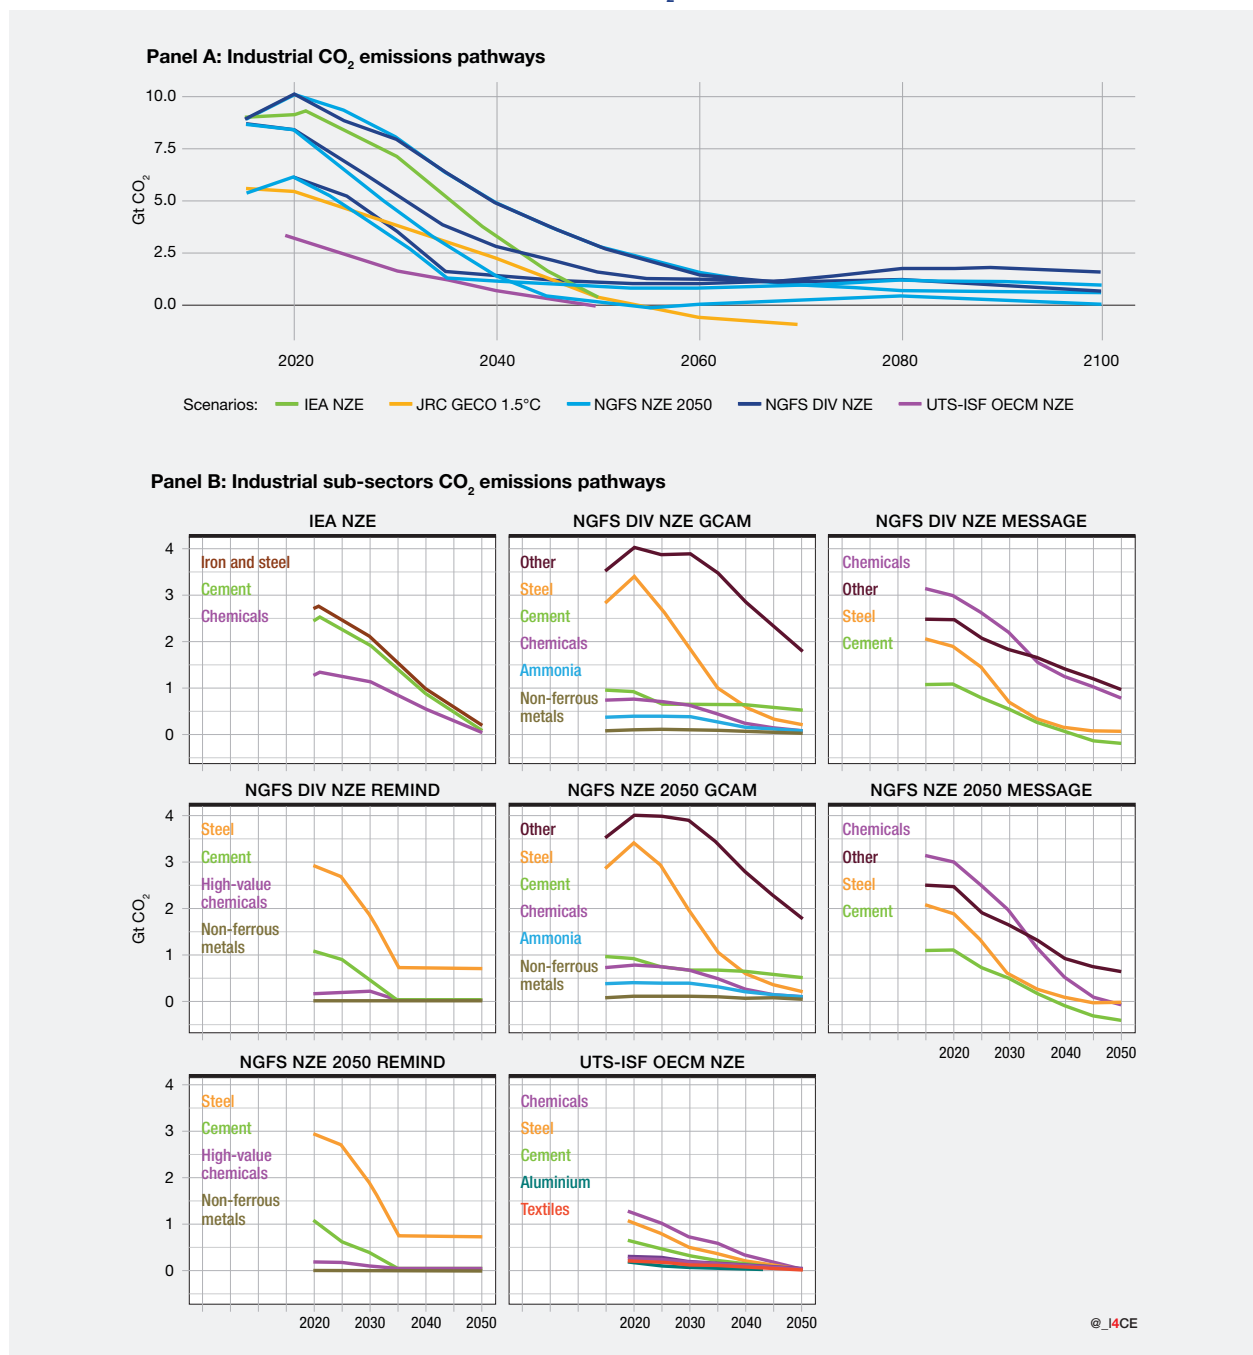 Panel A: Industrial CO2 emissions pathways
10.0
7.5
5.0
2.5
0.0
Gt CO2
2020 2040 2060 2080 2100
Scenarios: IEA NZE JRC GECO 1.5°C NGFS NZE 2050 NGFS DIV NZE UTS-ISF OECM NZE
Panel B: Industrial sub-sectors CO2 emissions pathways
IEA NZE
4
3
2
1
0
Iron and steel
Cement
Chemicals
NGFS DIV NZE GCAM
Other
Steel
Cement
Chemicals
Ammonia
Non-ferrous
metals
NGFS DIV NZE MESSAGE
Chemicals
Other
Steel
Cement
NGFS DIV NZE REMIND
Gt CO2
4
3
2
1
0
Steel
Cement
High-value
chemicals
Non-ferrous
metals
NGFS NZE 2050 GCAM
Other
Steel
Cement
Chemicals
Ammonia
Non-ferrous
metals
NGFS NZE 2050 MESSAGE
Chemicals
Other
Steel
Cement
2020 2030 2040 2050
NGFS NZE 2050 REMIND
4
3
2
1
0
Steel
Cement
High-value
chemicals
Non-ferrous
metals
2020 2030 2040 2050
UTS-ISF OECM NZE
Chemicals
Steel
Cement
Aluminium
Textiles
2020 2030 2040 2050
@_I4CE